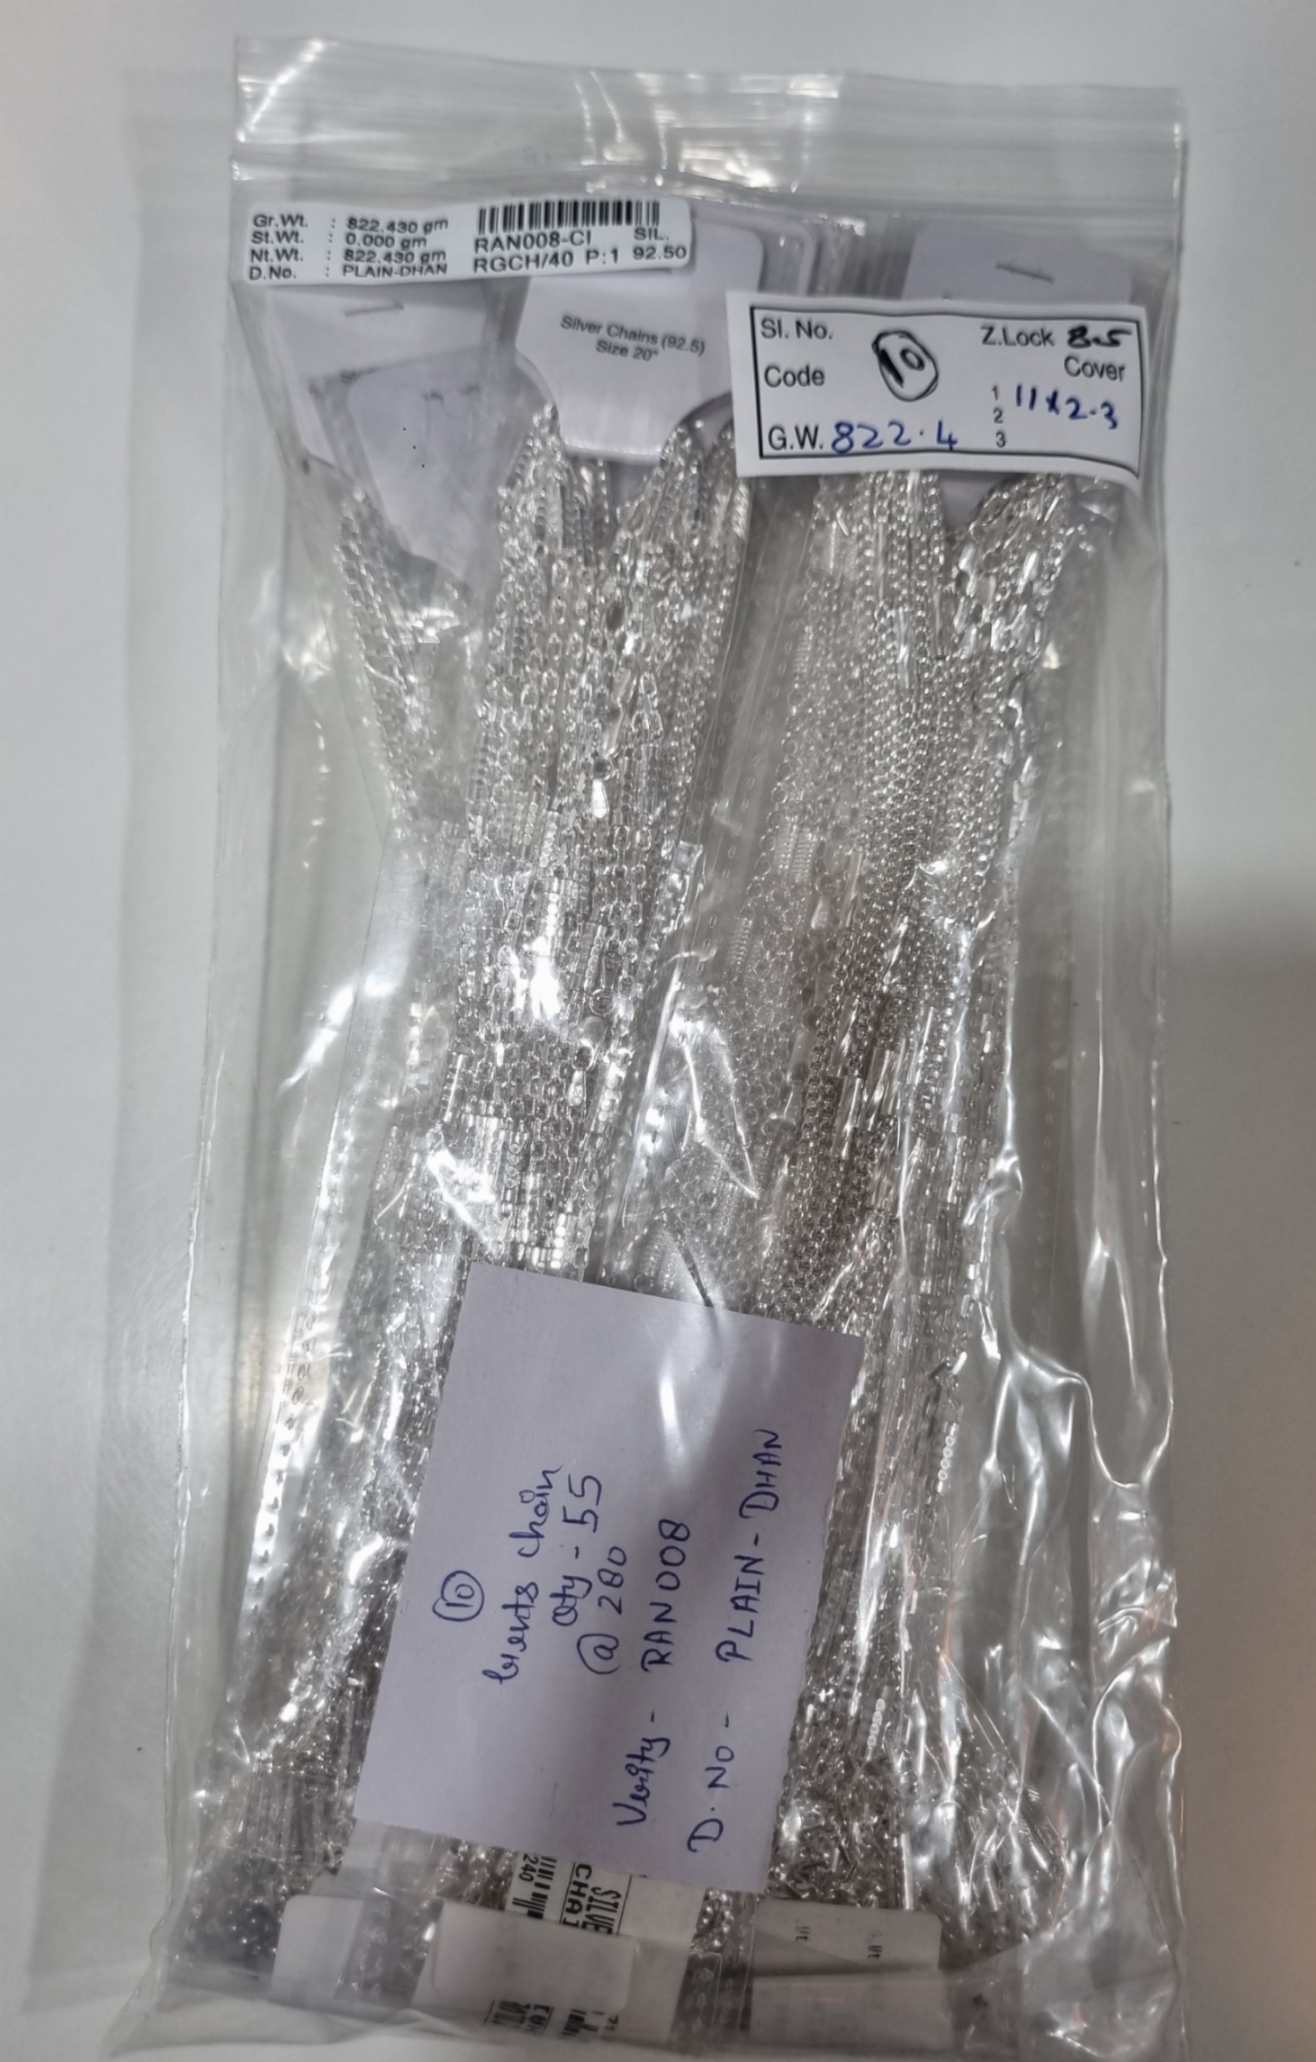 Gr.Wt. : 822.430 gm
St.Wt. : 0.000 gm
Nt.Wt. : 822.430 gm
D.No. : PLAIN-DHAN
RAN008-CI SIL.
RGCH/40 P:1 92.50
Silver Chains (92.5)
Size 20"
Sl. No. 10 Z.Lock 8.5
Code Cover
1 11x2.3
2
G.W. 822.4 3
10
Gents chain
Qty - 55
@ 280
Verity - RAN008
D. No - PLAIN - DHAN
240
CHAI
SILVE